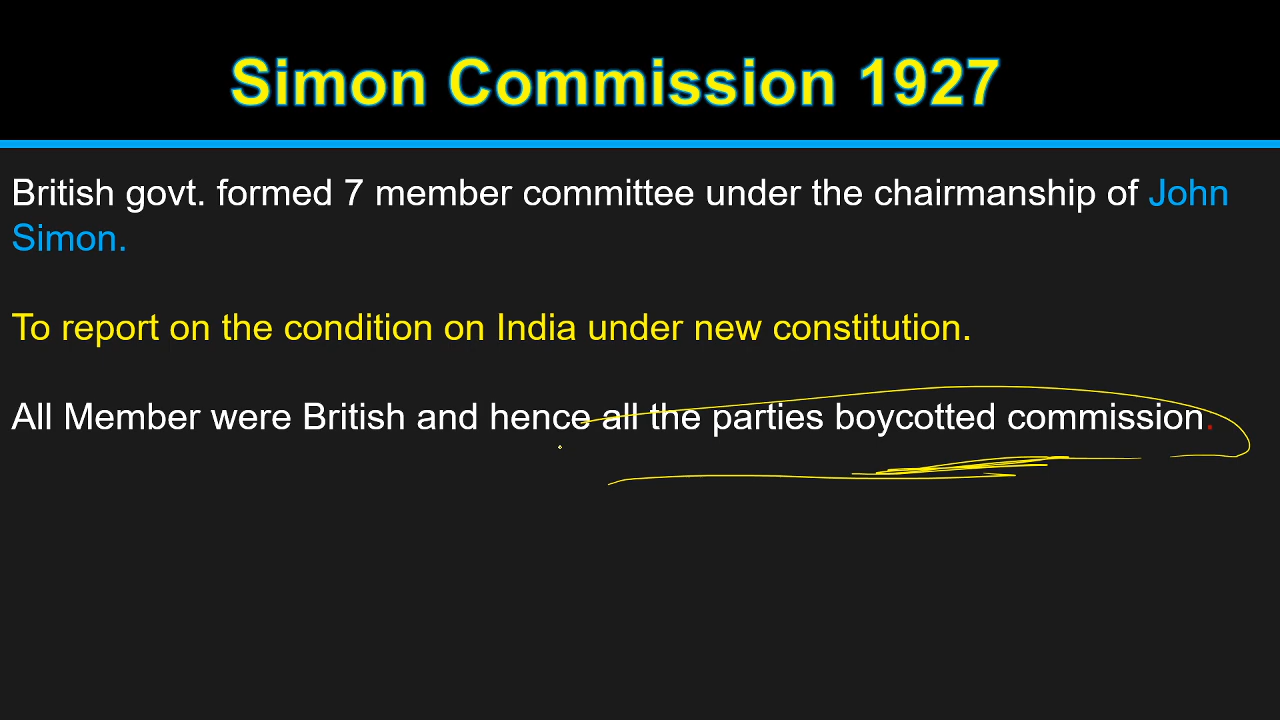 Simon Commission 1927
British govt. formed 7 member committee under the chairmanship of John
Simon.
To report on the condition on India under new constitution.
All Member were British and hence all the parties boycotted commission.